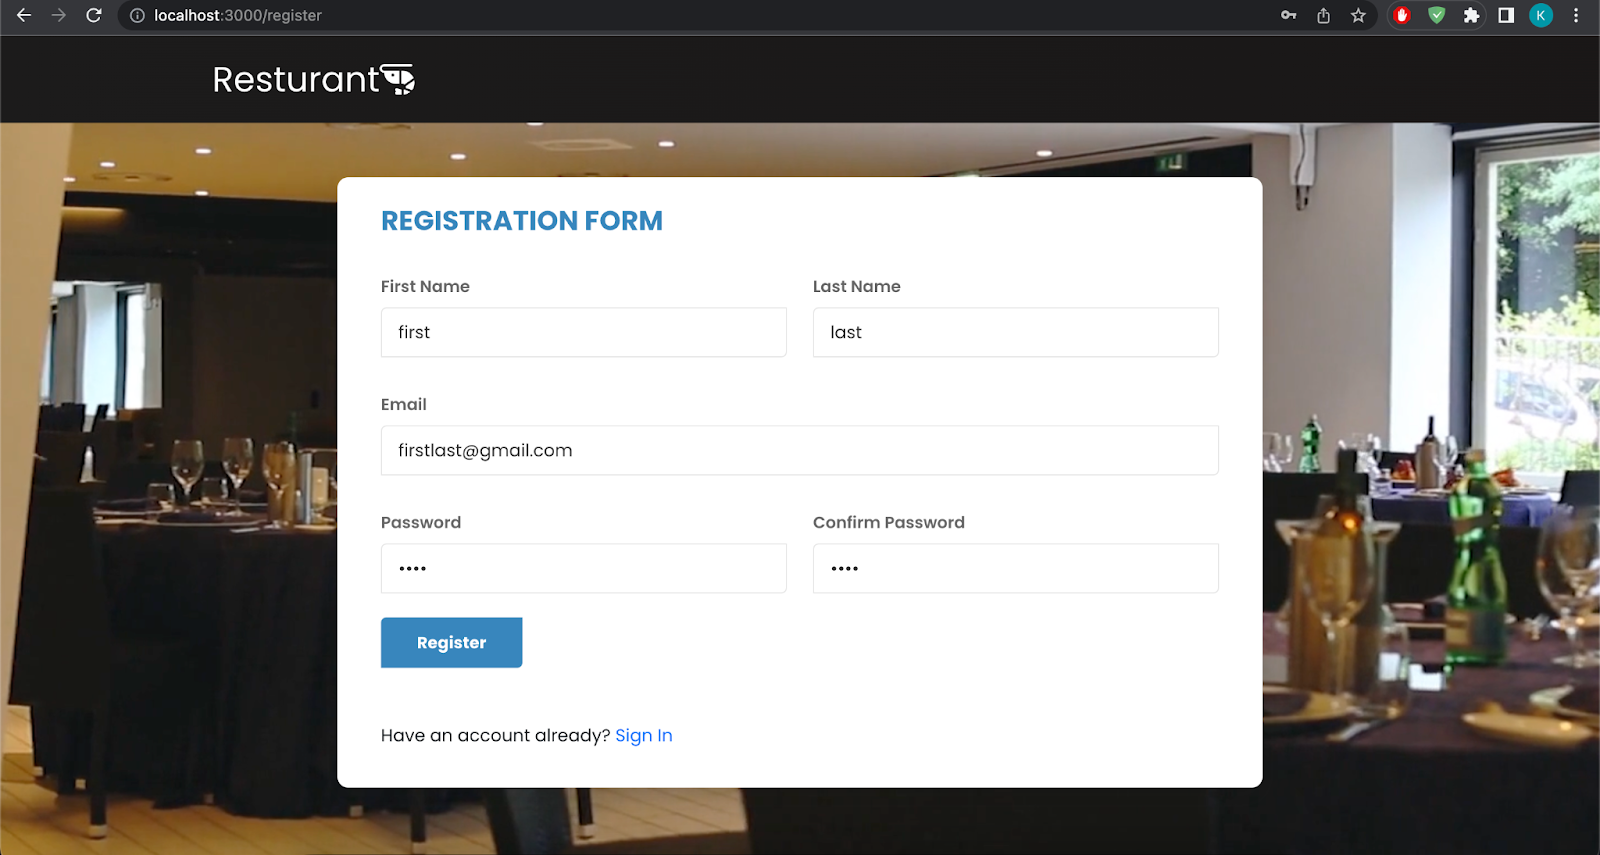 localhost:3000/register
K
Resturant
REGISTRATION FORM
First Name
Last Name
first
last
Email
firstlast@gmail.com
Password
Confirm Password
••••
••••
Register
Have an account already? Sign In